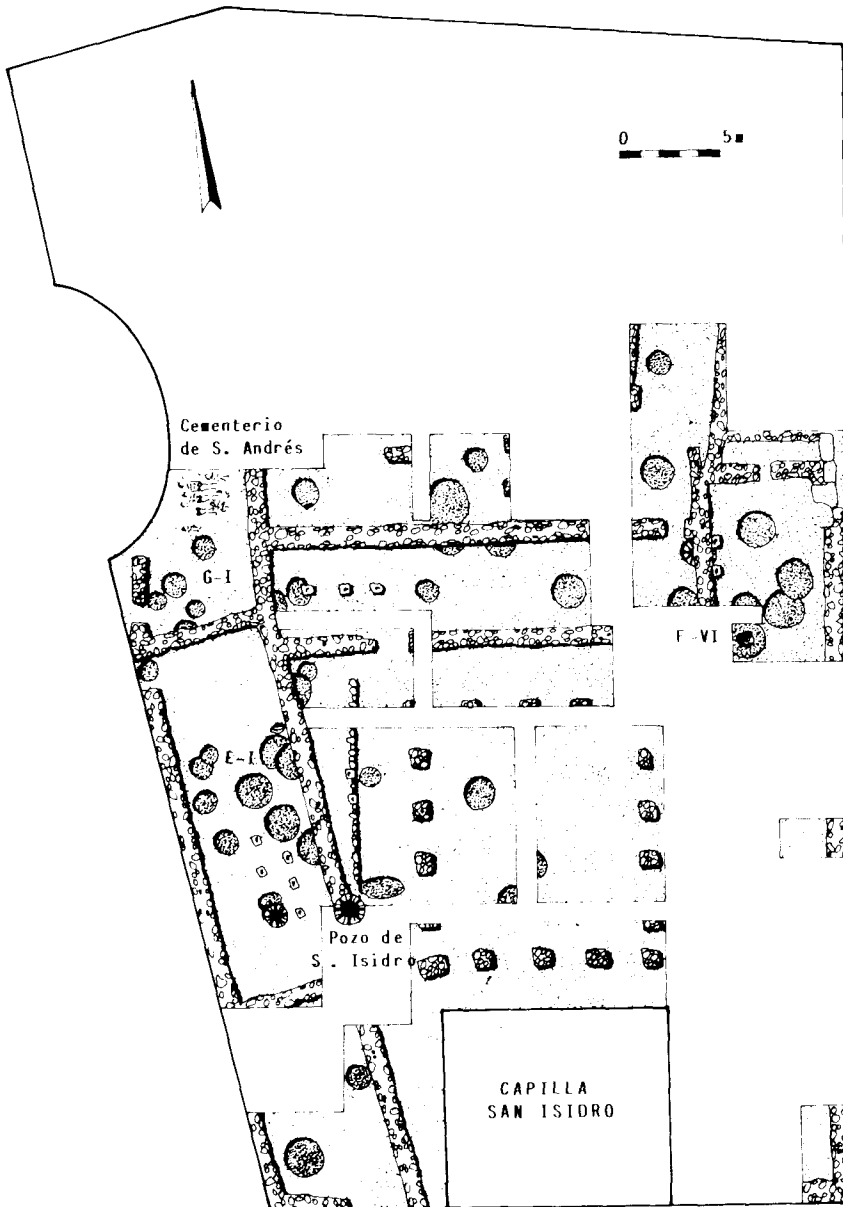 0 5m
Cementerio
de S. Andrés
G-I
F-VI
E-I
Pozo de
S. Isidro
CAPILLA
SAN ISIDRO